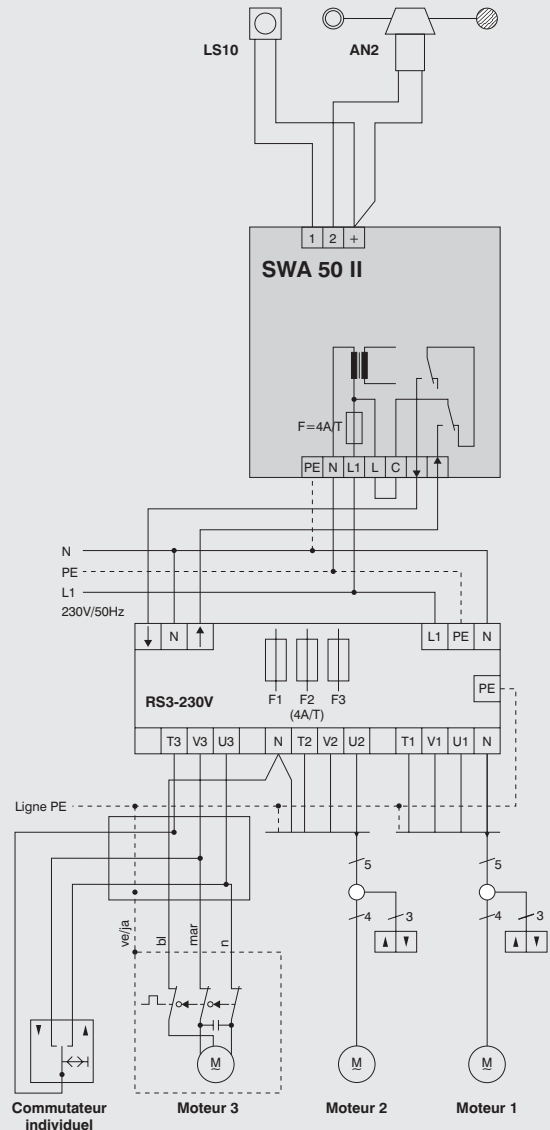 LS10 AN2
1 2 +
SWA 50 II
F=4A/T
PE N L1 L C
N
PE
L1
230V/50Hz
N L1 PE N
RS3-230V F1 F2 F3 PE
(4A/T)
T3 V3 U3 N T2 V2 U2 T1 V1 U1 N
Ligne PE
5 5
4 3 4 3
ve/ja bl mar n
M M M
Commutateur individuel
Moteur 3 Moteur 2 Moteur 1